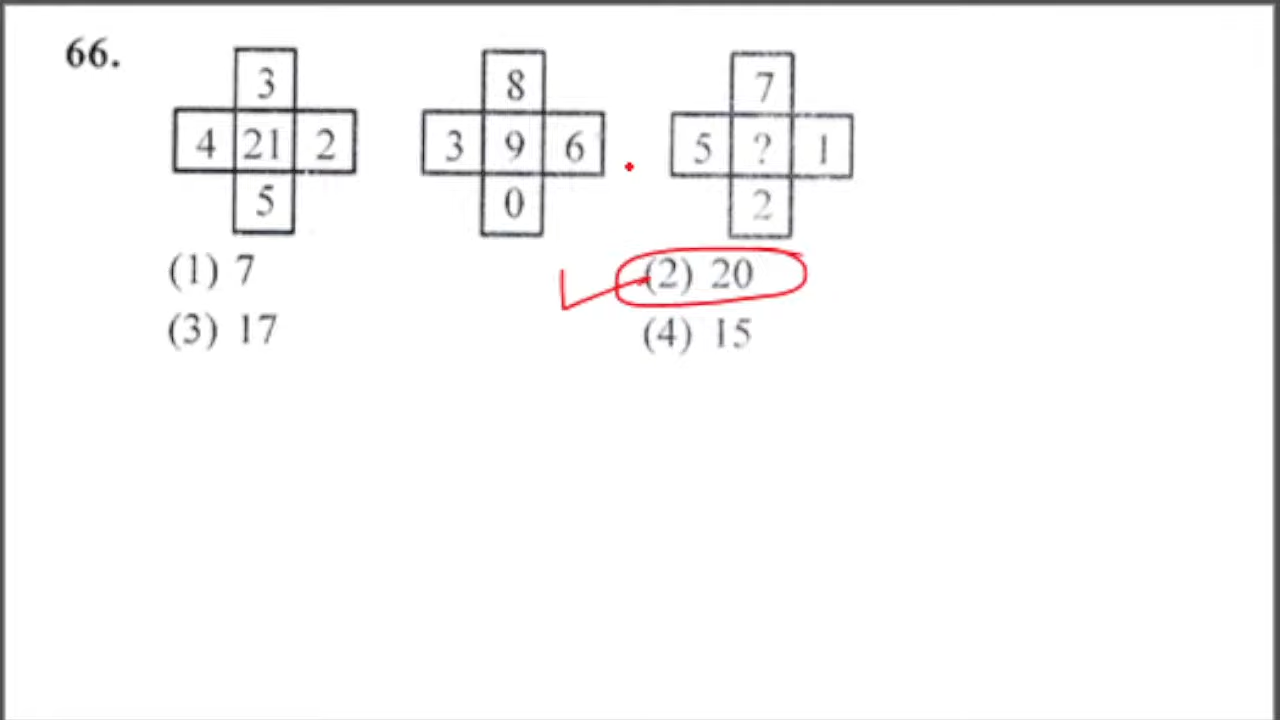 66.
3 8 7
4 21 2 3 9 6 5 ? 1
5 0 2
(1) 7 (2) 20
(3) 17 (4) 15